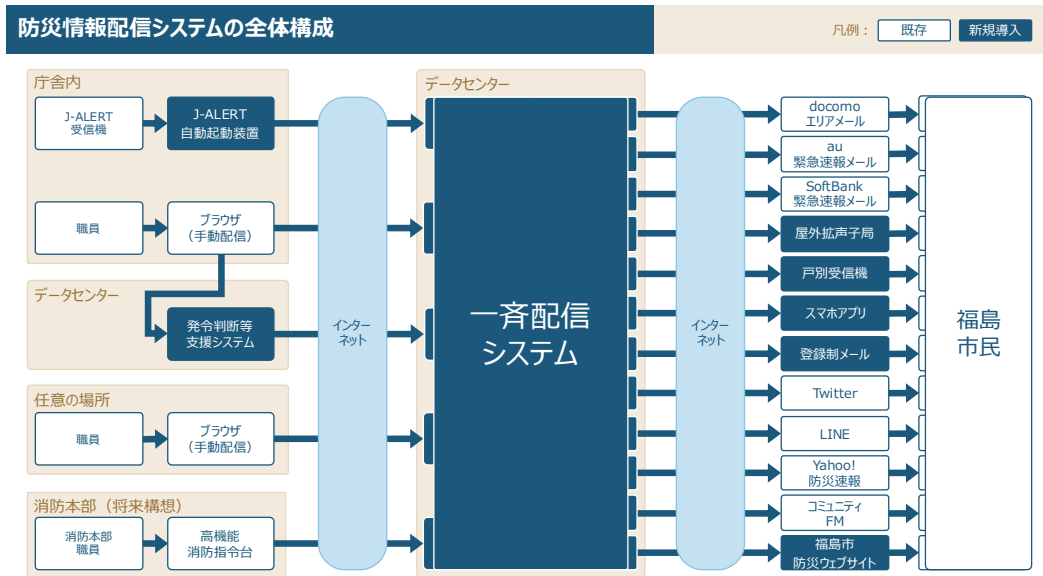 防災情報配信システムの全体構成
凡例：
既存
新規導入
庁舎内
J-ALERT
受信機
J-ALERT
自動起動装置
職員
ブラウザ
（手動配信）
データセンター
発令判断等
支援システム
任意の場所
職員
ブラウザ
（手動配信）
消防本部（将来構想）
消防本部
職員
高機能
消防指令台
インター
ネット
データセンター
一斉配信
システム
インター
ネット
docomo
エリアメール
au
緊急速報メール
SoftBank
緊急速報メール
屋外拡声子局
戸別受信機
スマホアプリ
登録制メール
Twitter
LINE
Yahoo!
防災速報
コミュニティ
FM
福島市
防災ウェブサイト
福島
市民